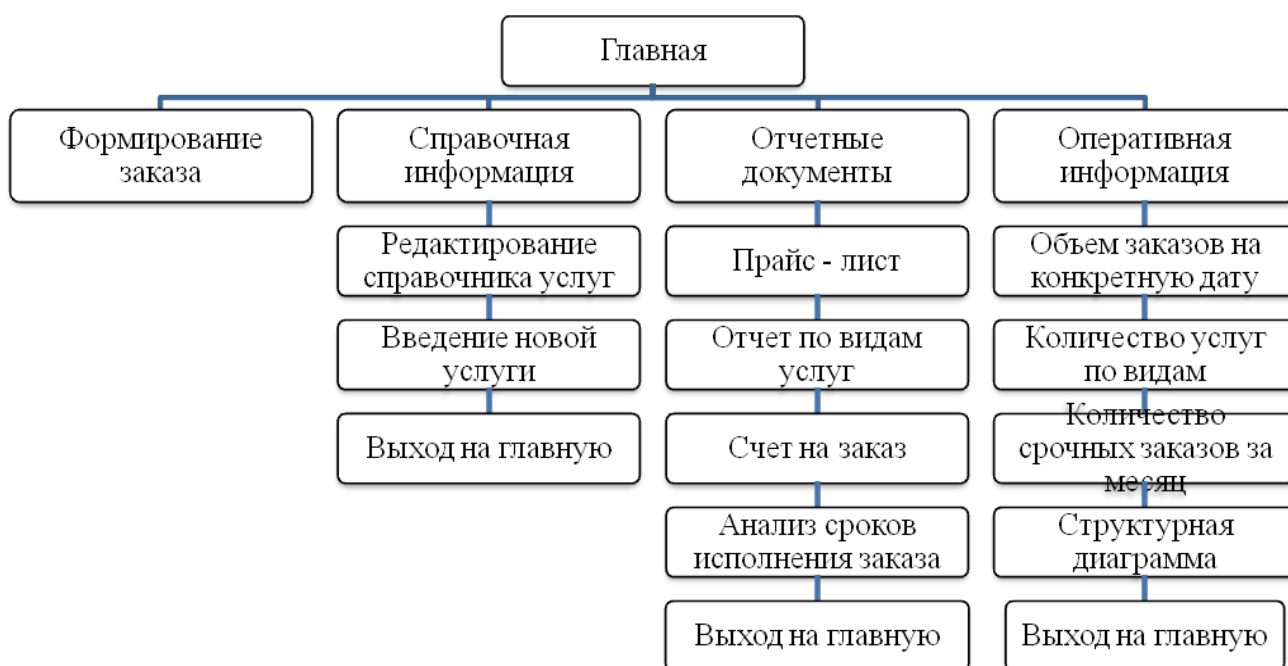 Главная
Формирование
заказа
Справочная
информация
Отчетные
документы
Оперативная
информация
Редактирование
справочника услуг
Прайс - лист
Объем заказов на
конкретную дату
Введение новой
услуги
Отчет по видам
услуг
Количество услуг
по видам
Выход на главную
Счет на заказ
Количество
срочных заказов за
месяц
Анализ сроков
исполнения заказа
Структурная
диаграмма
Выход на главную
Выход на главную